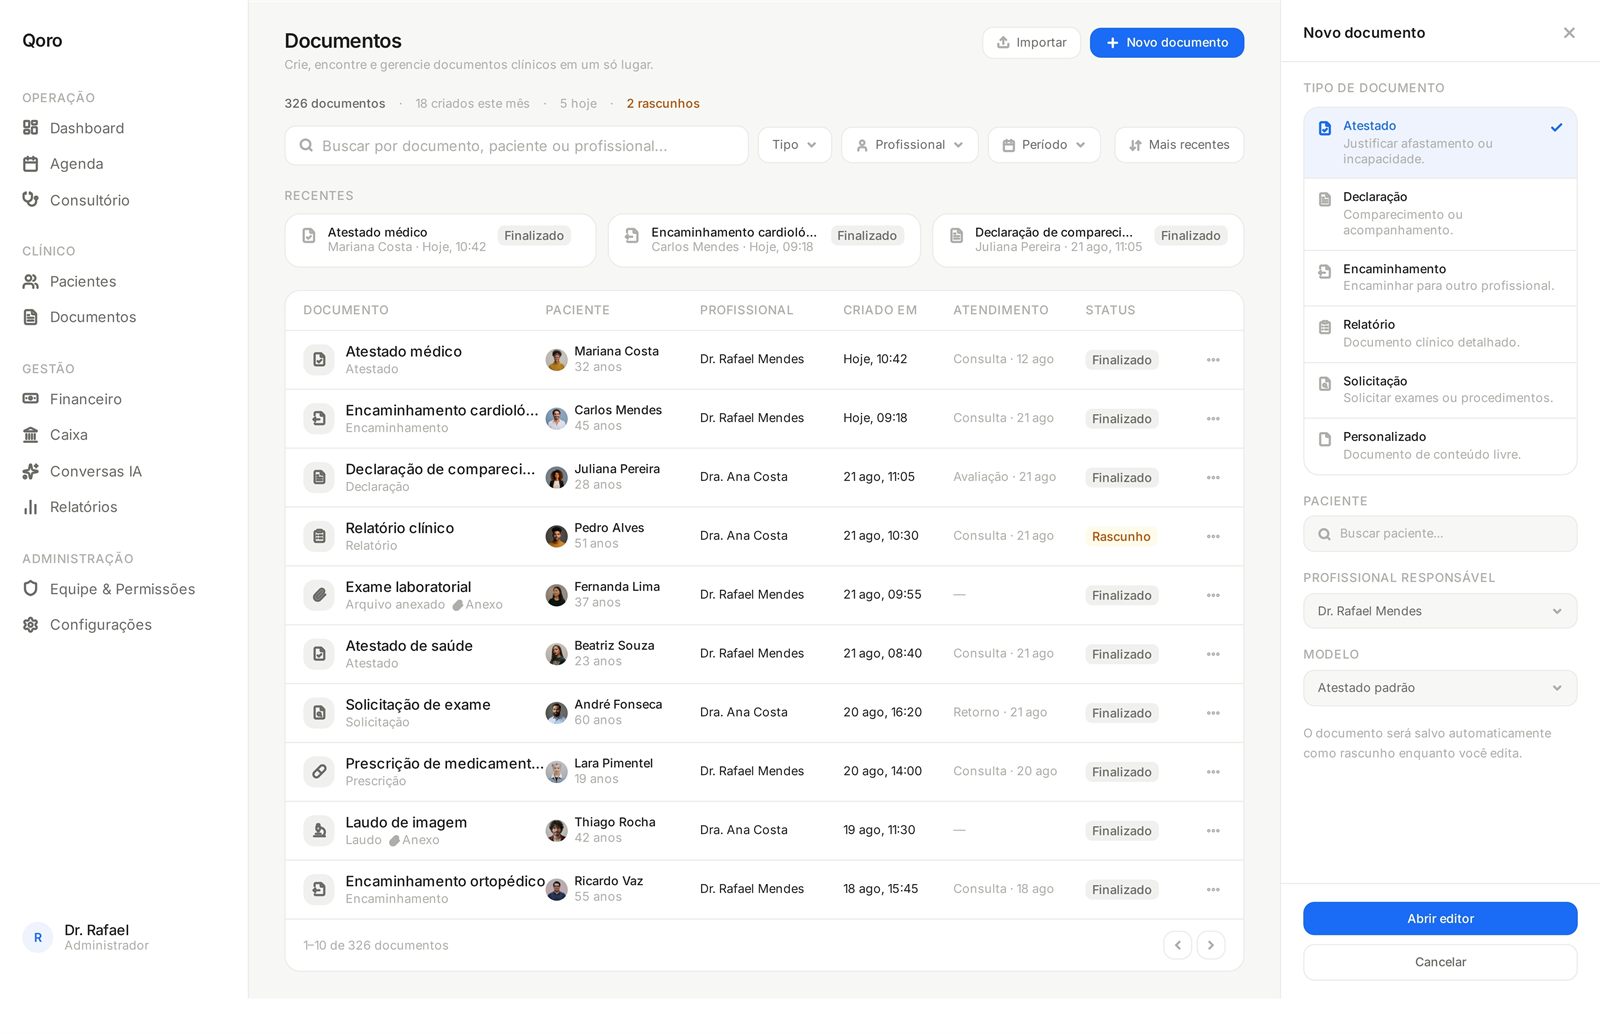 Qoro
OPERAÇÃO
Dashboard
Agenda
Consultório
CLÍNICO
Pacientes
Documentos
GESTÃO
Financeiro
Caixa
Conversas IA
Relatórios
ADMINISTRAÇÃO
Equipe & Permissões
Configurações
R
Dr. Rafael
Administrador
Documentos
Crie, encontre e gerencie documentos clínicos em um só lugar.
Importar
Novo documento
326 documentos · 18 criados este mês · 5 hoje · 2 rascunhos
Buscar por documento, paciente ou profissional...
Tipo
Profissional
Período
Mais recentes
RECENTES
Atestado médico
Mariana Costa · Hoje, 10:42
Finalizado
Encaminhamento cardioló...
Carlos Mendes · Hoje, 09:18
Finalizado
Declaração de compareci...
Juliana Pereira · 21 ago, 11:05
Finalizado
DOCUMENTO PACIENTE PROFISSIONAL CRIADO EM ATENDIMENTO STATUS
Atestado médico
Atestado
Mariana Costa
32 anos
Dr. Rafael Mendes
Hoje, 10:42
Consulta · 12 ago
Finalizado
Encaminhamento cardioló...
Encaminhamento
Carlos Mendes
45 anos
Dr. Rafael Mendes
Hoje, 09:18
Consulta · 21 ago
Finalizado
Declaração de compareci...
Declaração
Juliana Pereira
28 anos
Dra. Ana Costa
21 ago, 11:05
Avaliação · 21 ago
Finalizado
Relatório clínico
Relatório
Pedro Alves
51 anos
Dra. Ana Costa
21 ago, 10:30
Consulta · 21 ago
Rascunho
Exame laboratorial
Arquivo anexado Anexo
Fernanda Lima
37 anos
Dr. Rafael Mendes
21 ago, 09:55
—
Finalizado
Atestado de saúde
Atestado
Beatriz Souza
23 anos
Dr. Rafael Mendes
21 ago, 08:40
Consulta · 21 ago
Finalizado
Solicitação de exame
Solicitação
André Fonseca
60 anos
Dra. Ana Costa
20 ago, 16:20
Retorno · 21 ago
Finalizado
Prescrição de medicament...
Prescrição
Lara Pimentel
19 anos
Dr. Rafael Mendes
20 ago, 14:00
Consulta · 20 ago
Finalizado
Laudo de imagem
Laudo Anexo
Thiago Rocha
42 anos
Dra. Ana Costa
19 ago, 11:30
—
Finalizado
Encaminhamento ortopédico
Encaminhamento
Ricardo Vaz
55 anos
Dr. Rafael Mendes
18 ago, 15:45
Consulta · 18 ago
Finalizado
1–10 de 326 documentos
Novo documento
TIPO DE DOCUMENTO
Atestado
Justificar afastamento ou
incapacidade.
Declaração
Comparecimento ou
acompanhamento.
Encaminhamento
Encaminhar para outro profissional.
Relatório
Documento clínico detalhado.
Solicitação
Solicitar exames ou procedimentos.
Personalizado
Documento de conteúdo livre.
PACIENTE
Buscar paciente...
PROFISSIONAL RESPONSÁVEL
Dr. Rafael Mendes
MODELO
Atestado padrão
O documento será salvo automaticamente
como rascunho enquanto você edita.
Abrir editor
Cancelar